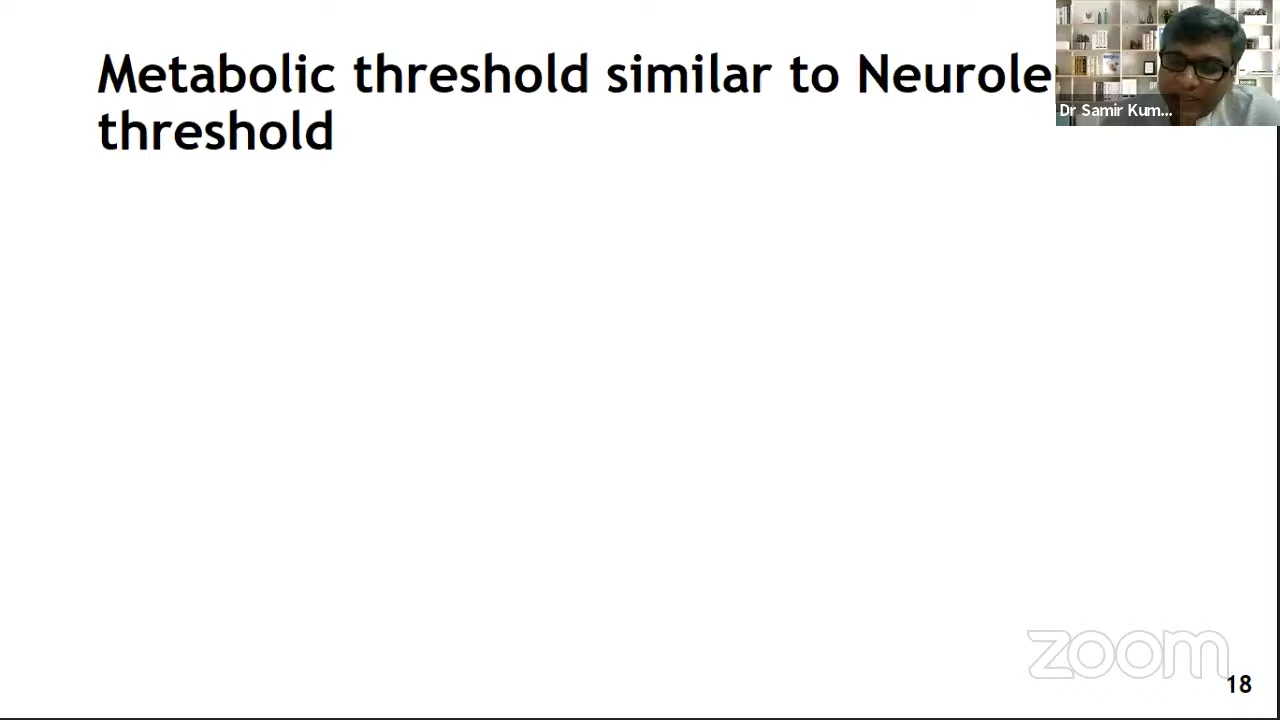 Metabolic threshold similar to Neurole
threshold
Dr Samir Kum...
zoom
18